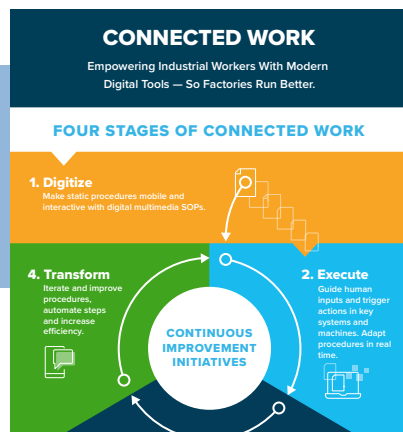 CONNECTED WORK
Empowering Industrial Workers With Modern
Digital Tools — So Factories Run Better.
FOUR STAGES OF CONNECTED WORK
1. Digitize
Make static procedures mobile and
interactive with digital multimedia SOPs.
2. Execute
Guide human
inputs and trigger
actions in key
systems and
machines. Adapt
procedures in real
time.
4. Transform
Iterate and improve
procedures,
automate steps
and increase
efficiency.
CONTINUOUS
IMPROVEMENT
INITIATIVES